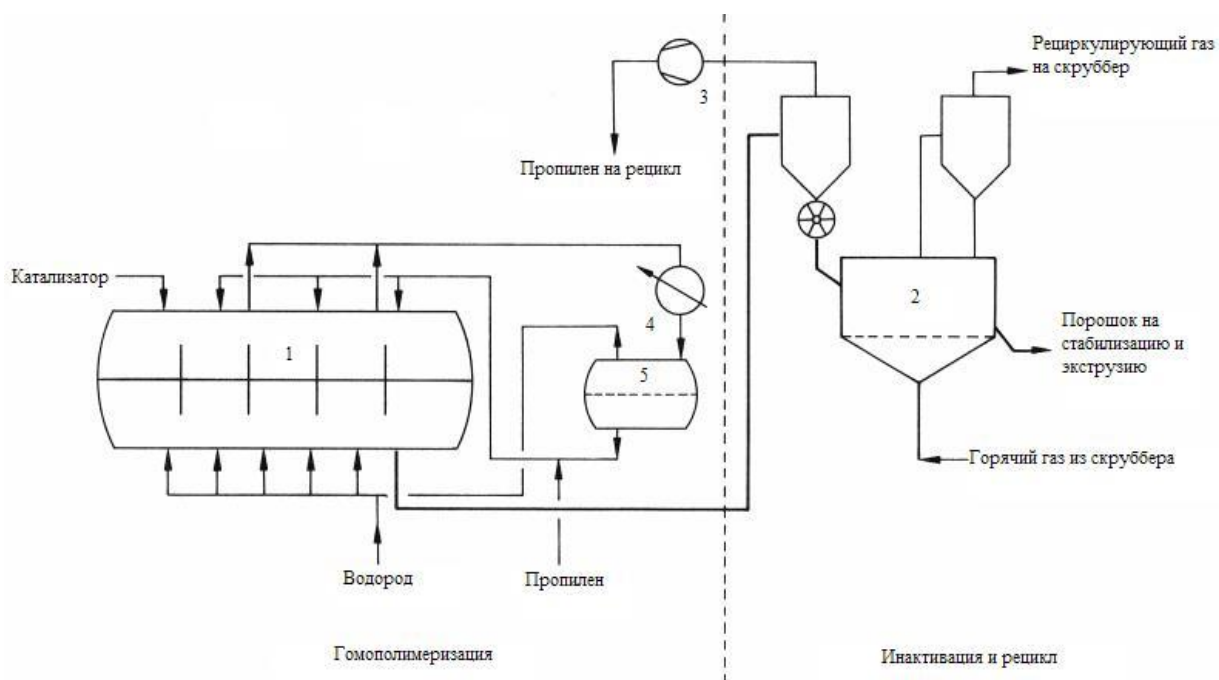 Рециркулирующий газ
на скруббер
3
Пропилен на рецикл
Катализатор
4
2
1
5
Порошок на
стабилизацию и
экструзию
Горячий газ из скруббера
Водород
Пропилен
Гомополимеризация
Инактивация и рецикл